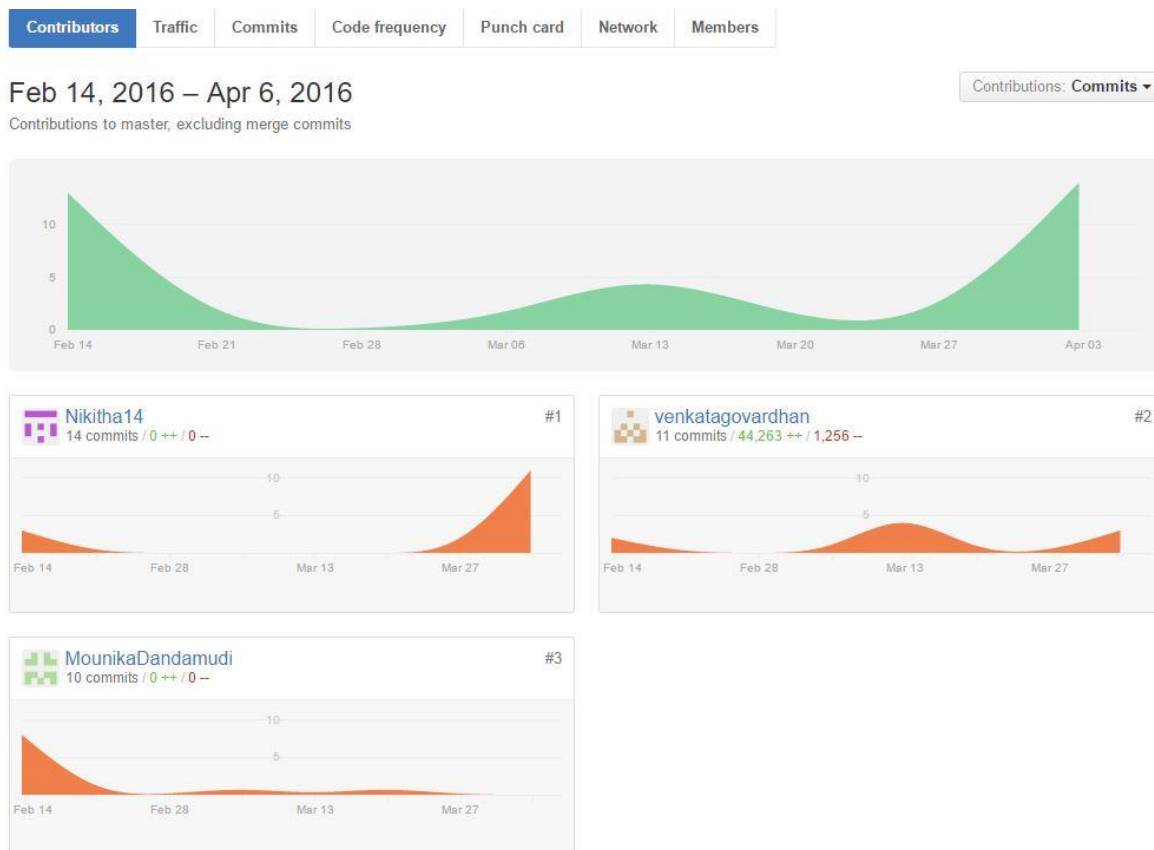 Contributors Traffic Commits Code frequency Punch card Network Members
Feb 14, 2016 – Apr 6, 2016
Contributions: Commits
Contributions to master, excluding merge commits
10
5
0
Feb 14 Feb 21 Feb 28 Mar 06 Mar 13 Mar 20 Mar 27 Apr 03
Nikitha14 #1
14 commits / 0 ++ / 0 --
10
5
Feb 14 Feb 28 Mar 13 Mar 27
venkatagovardhan #2
11 commits / 44,263 ++ / 1,256 --
10
5
Feb 14 Feb 28 Mar 13 Mar 27
MounikaDandamudi #3
10 commits / 0 ++ / 0 --
10
5
Feb 14 Feb 28 Mar 13 Mar 27